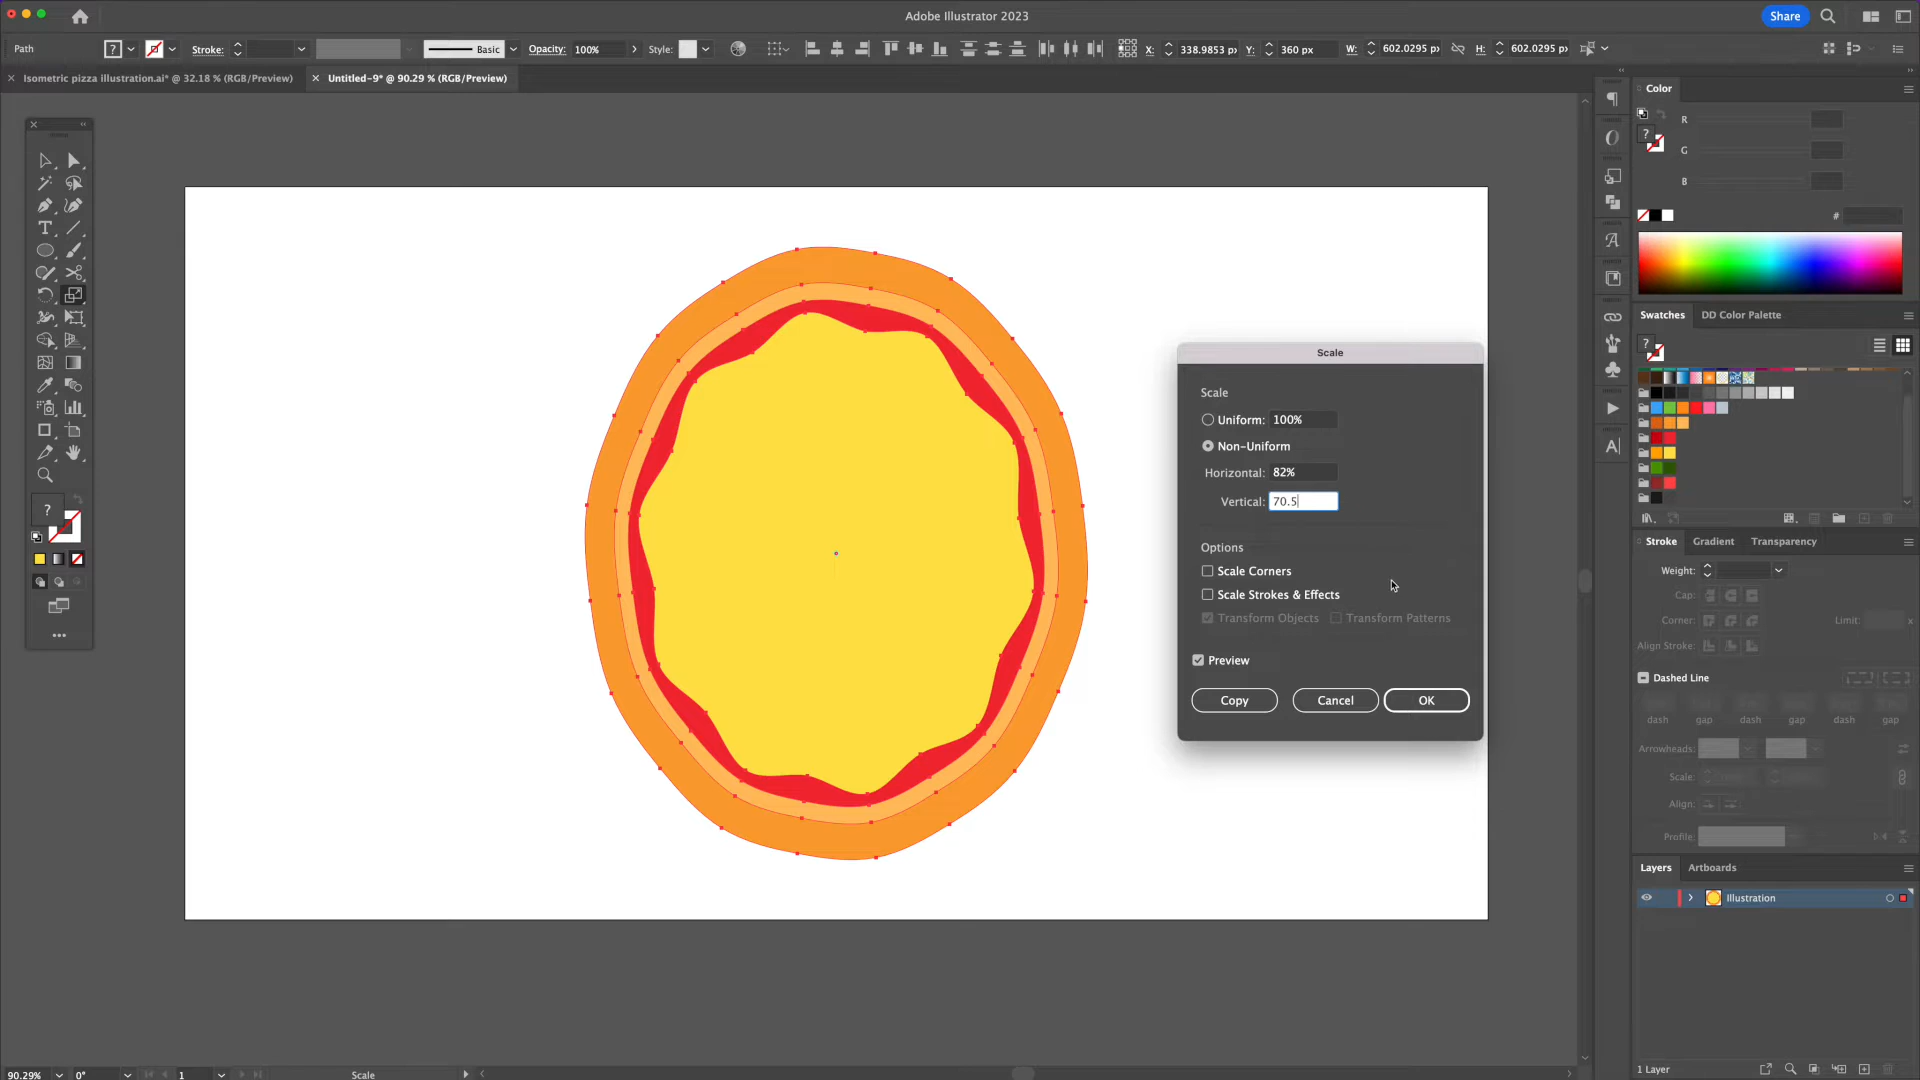 Adobe Illustrator 2023
Share
Path
?
Stroke:
Basic
Opacity: 100%
Style:
X: 338.9853 px
Y: 360 px
W: 602.0295 px
H: 602.0295 px
Isometric pizza illustration.ai* @ 32.18 % (RGB/Preview)
Untitled-9* @ 90.29 % (RGB/Preview)
Color
?
R
G
B
#
Swatches
DD Color Palette
?
Scale
Scale
Uniform: 100%
Non-Uniform
Horizontal: 82%
Vertical: 70.5
Options
Scale Corners
Scale Strokes & Effects
Transform Objects
Transform Patterns
Preview
Copy
Cancel
OK
?
Stroke
Gradient
Transparency
Weight:
Cap:
Corner:
Limit:
x
Align Stroke:
Dashed Line
dash gap dash gap dash gap
Arrowheads:
Scale:
Align:
Profile:
Layers
Artboards
Illustration
1 Layer
90.29%
0°
1
Scale